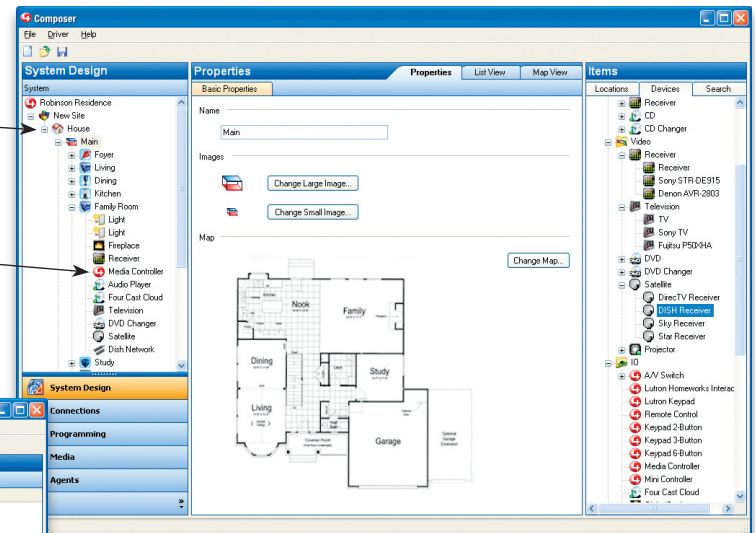 Composer
File Driver Help
System Design
System
Robinson Residence
New Site
House
Main
Foyer
Living
Dining
Kitchen
Family Room
Light
Light
Fireplace
Receiver
Media Controller
Audio Player
Four Cast Cloud
Television
DVD Changer
Satellite
Dish Network
Study
System Design
Connections
Programming
Media
Agents
Properties
Properties List View Map View
Basic Properties
Name
Main
Images
Change Large Image...
Change Small Image...
Map
Change Map...
Nook
Family
Dining
Study
Living
Garage
Optional
Garage
Extension
Items
Locations Devices Search
Receiver
CD
CD Changer
Video
Receiver
Receiver
Sony STR-DE915
Denon AVR-2803
Television
TV
Sony TV
Fujitsu P50XHA
DVD
DVD Changer
Satellite
DirecTV Receiver
DISH Receiver
Sky Receiver
Star Receiver
Projector
IO
A/V Switch
Lutron Homeworks Interac
Lutron Keypad
Remote Control
Keypad 2-Button
Keypad 3-Button
Keypad 6-Button
Media Controller
Mini Controller
Four Cast Cloud